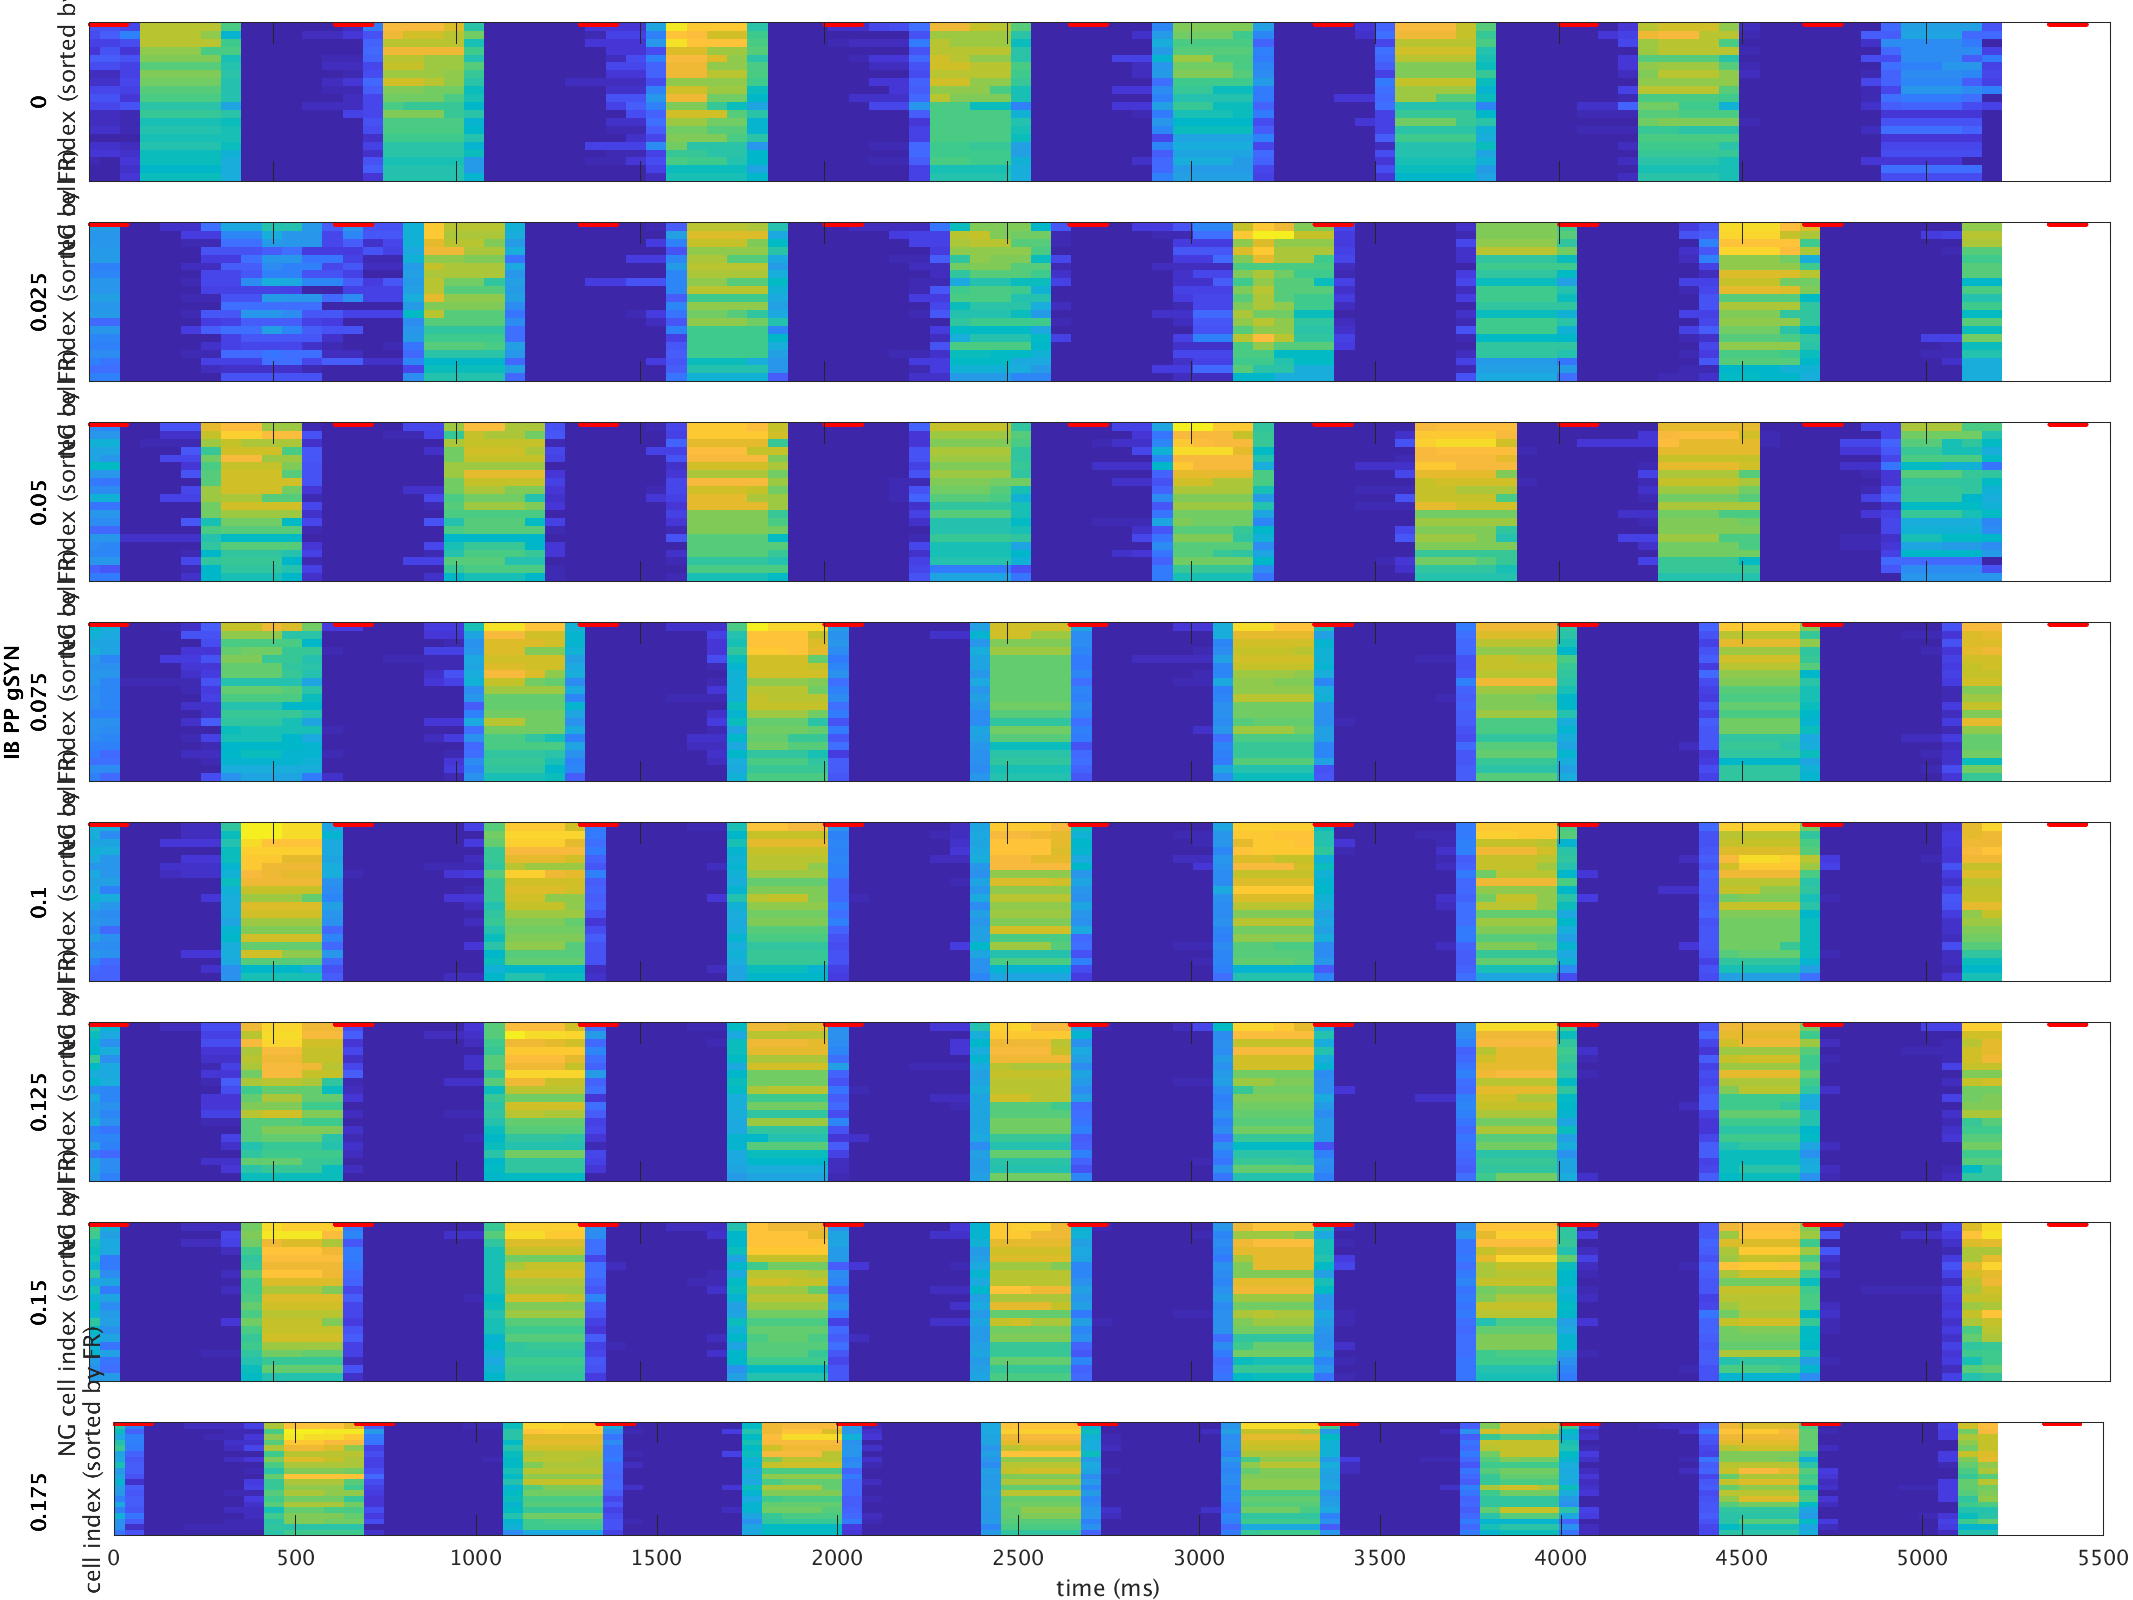 IB PP gSYN
0
0.025
0.05
0.075
0.1
0.125
0.15
0.175
NG cell index (sorted by FR)
cell index (sorted by FR)
0 500 1000 1500 2000 2500 3000 3500 4000 4500 5000 5500
time (ms)